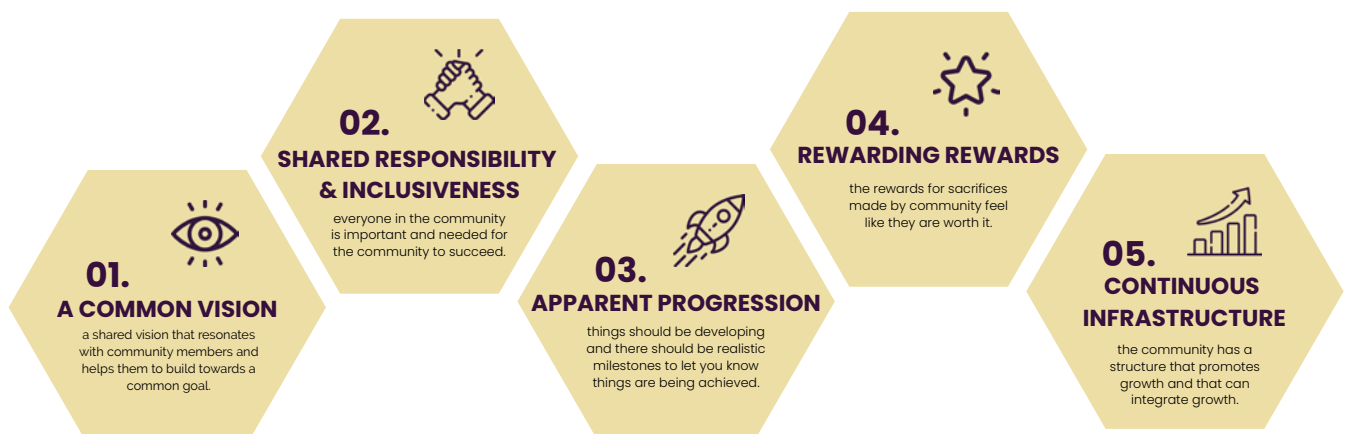 01.
A COMMON VISION
a shared vision that resonates
with community members and
helps them to build towards a
common goal.
02.
SHARED RESPONSIBILITY
& INCLUSIVENESS
everyone in the community
is important and needed for
the community to succeed.
03.
APPARENT PROGRESSION
things should be developing
and there should be realistic
milestones to let you know
things are being achieved.
04.
REWARDING REWARDS
the rewards for sacrifices
made by community feel
like they are worth it.
05.
CONTINUOUS
INFRASTRUCTURE
the community has a
structure that promotes
growth and that can
integrate growth.